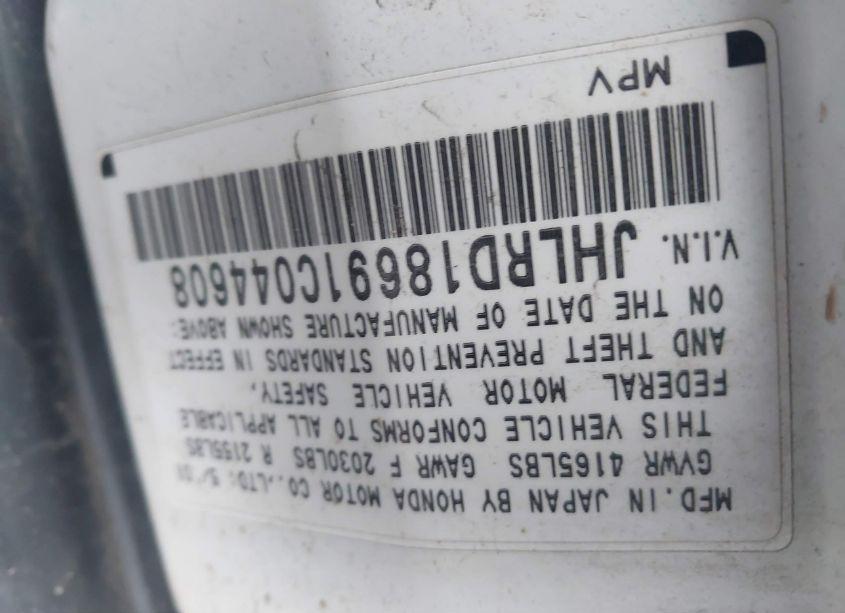 MFD. IN JAPAN BY HONDA MOTOR CO.,LTD:
GVWR 4165LBS GAWR F 2030LBS R 2155LBS
THIS VEHICLE CONFORMS TO ALL APPLICABLE
FEDERAL MOTOR VEHICLE SAFETY,
AND THEFT PREVENTION STANDARDS IN EFFECT
ON THE DATE OF MANUFACTURE SHOWN ABOVE:
V.I.N. JHLRD18691C044608
MPV